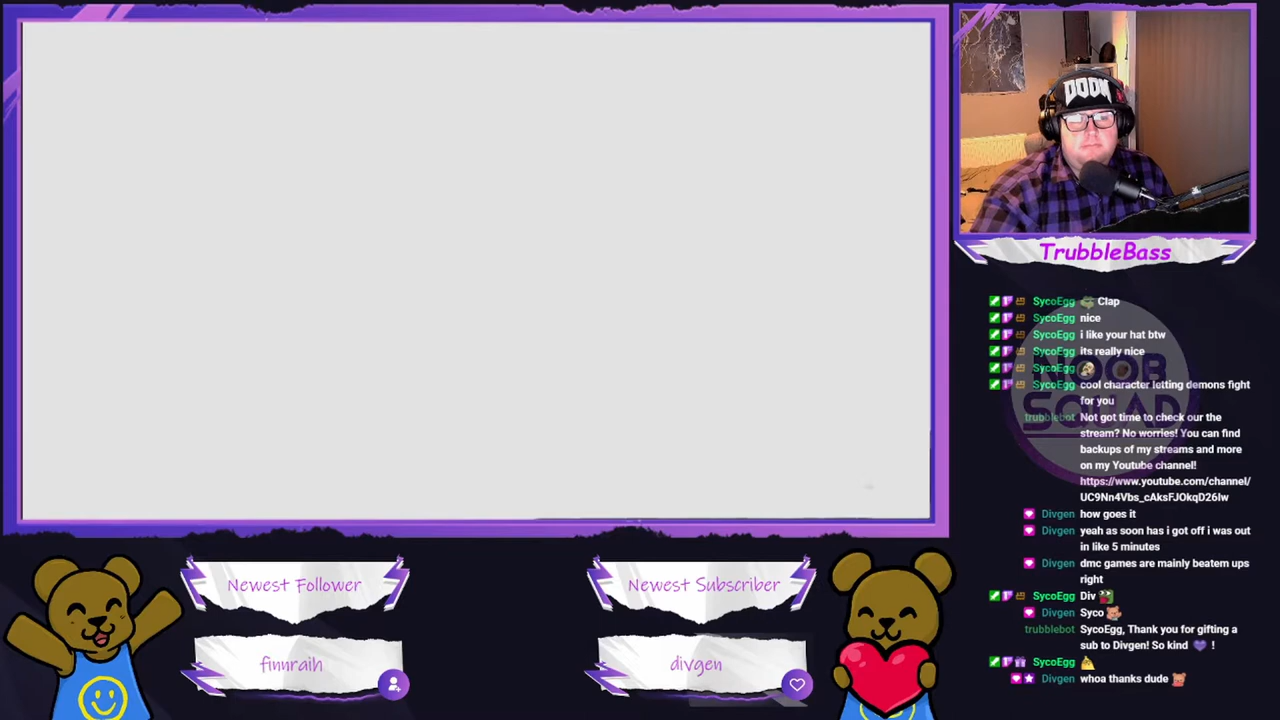 DOOM
TrubbleBass
SycoEgg Clap
SycoEgg nice
SycoEgg i like your hat btw
SycoEgg its really nice
SycoEgg
SycoEgg cool character letting demons fight
for you
trubblebot Not got time to check our the
stream? No worries! You can find
backups of my streams and more
on my Youtube channel!
https://www.youtube.com/channel/
UC9Nn4Vbs_cAksFJOkqD26Iw
Divgen how goes it
Divgen yeah as soon has i got off i was out
in like 5 minutes
Divgen dmc games are mainly beatem ups
right
SycoEgg Div
Divgen Syco
trubblebot SycoEgg, Thank you for gifting a
sub to Divgen! So kind 💜 !
SycoEgg
Divgen whoa thanks dude
NOOB
SQUAD
Newest Follower
finnraih
Newest Subscriber
divgen